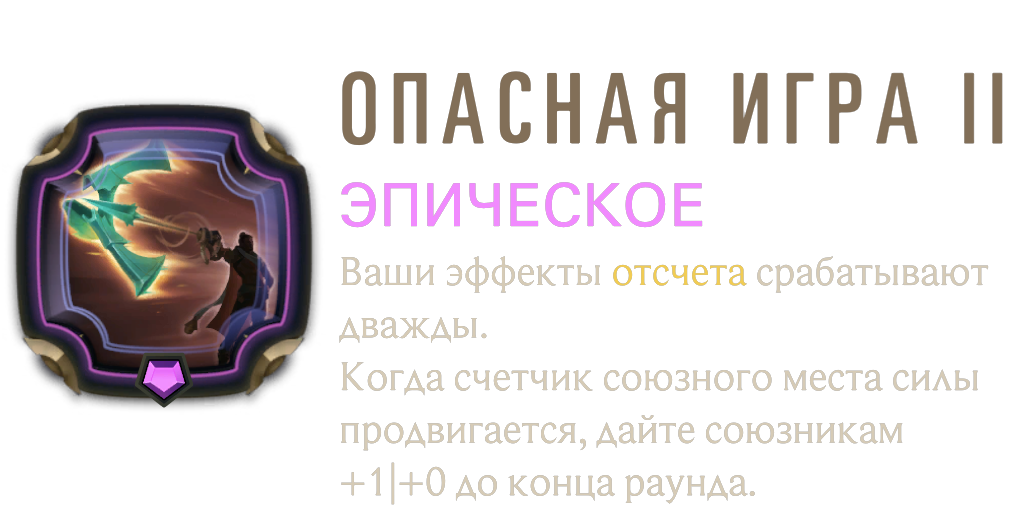 ОПАСНАЯ ИГРА II
ЭПИЧЕСКОЕ
Ваши эффекты отсчета срабатывают
дважды.
Когда счетчик союзного места силы
продвигается, дайте союзникам
+1|+0 до конца раунда.